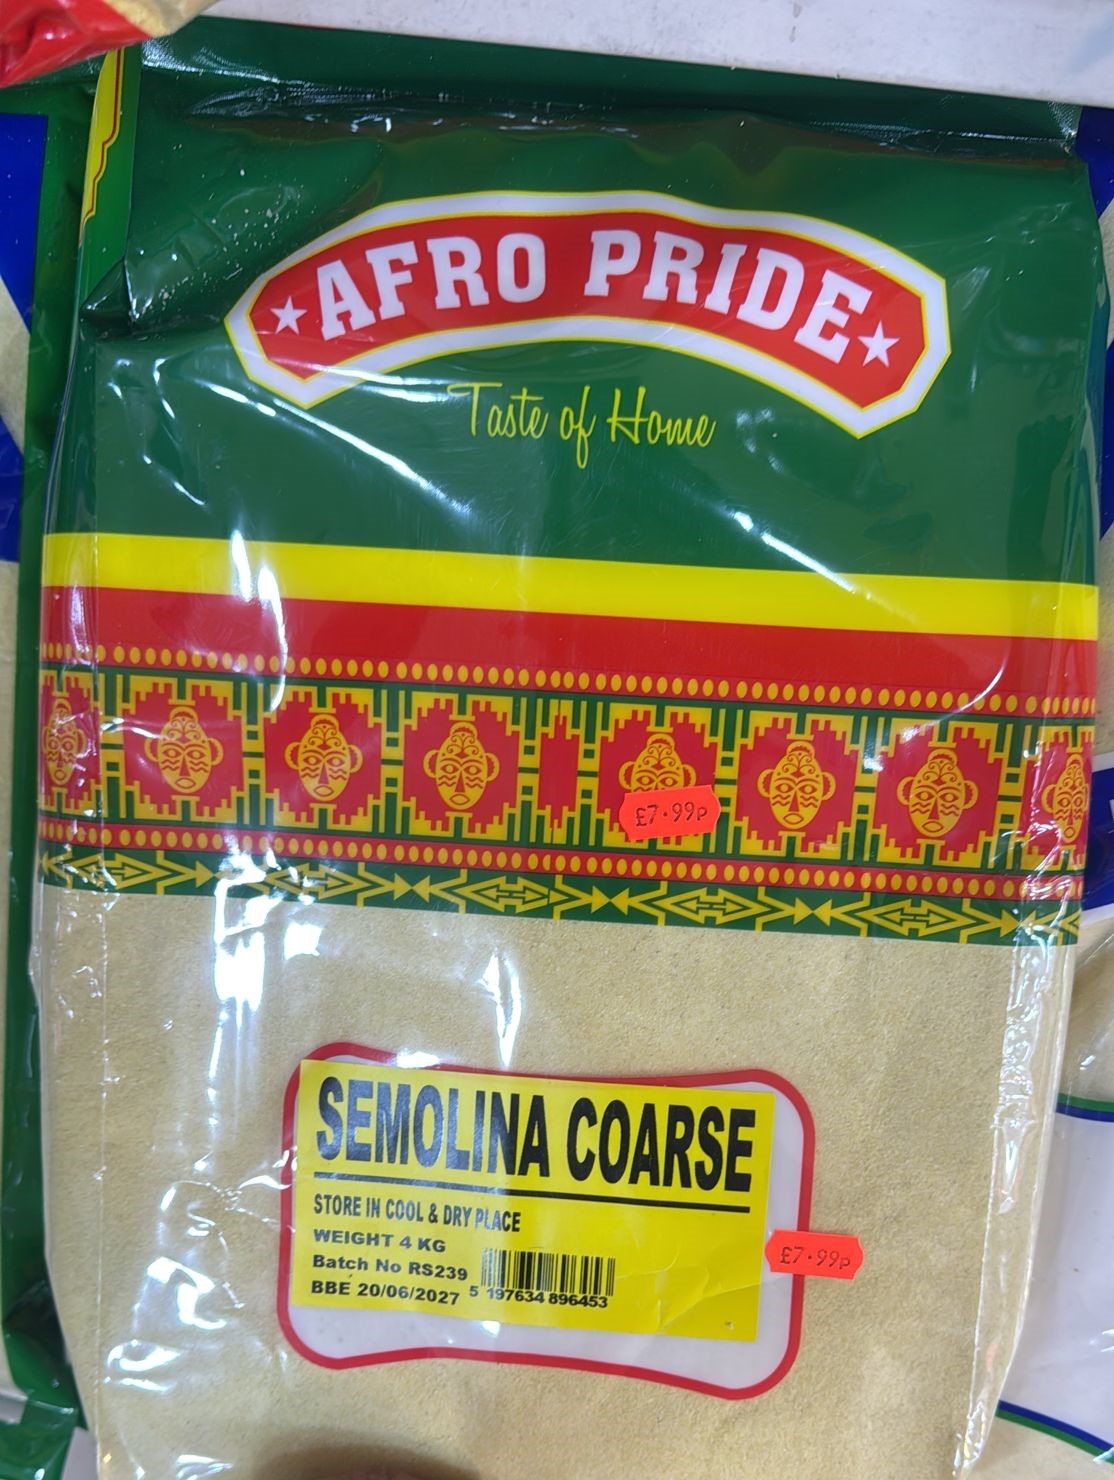 AFRO PRIDE
Taste of Home
£7.99p
SEMOLINA COARSE
STORE IN COOL & DRY PLACE
WEIGHT 4 KG
Batch No RS239
BBE 20/06/2027
5 197634 896453
£7.99p